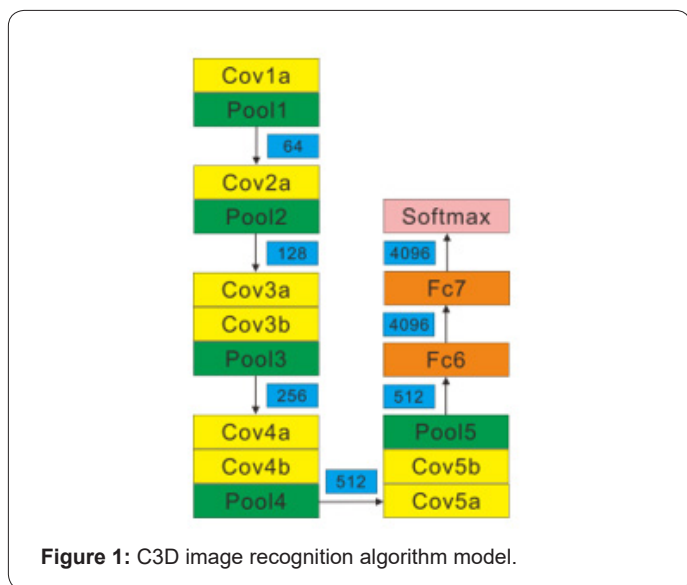 Cov1a
Pool1
64
Cov2a
Pool2
128
Cov3a
Cov3b
Pool3
256
Cov4a
Cov4b
Pool4
512
Cov5a
Cov5b
Pool5
512
Fc6
4096
Fc7
4096
Softmax
Figure 1: C3D image recognition algorithm model.